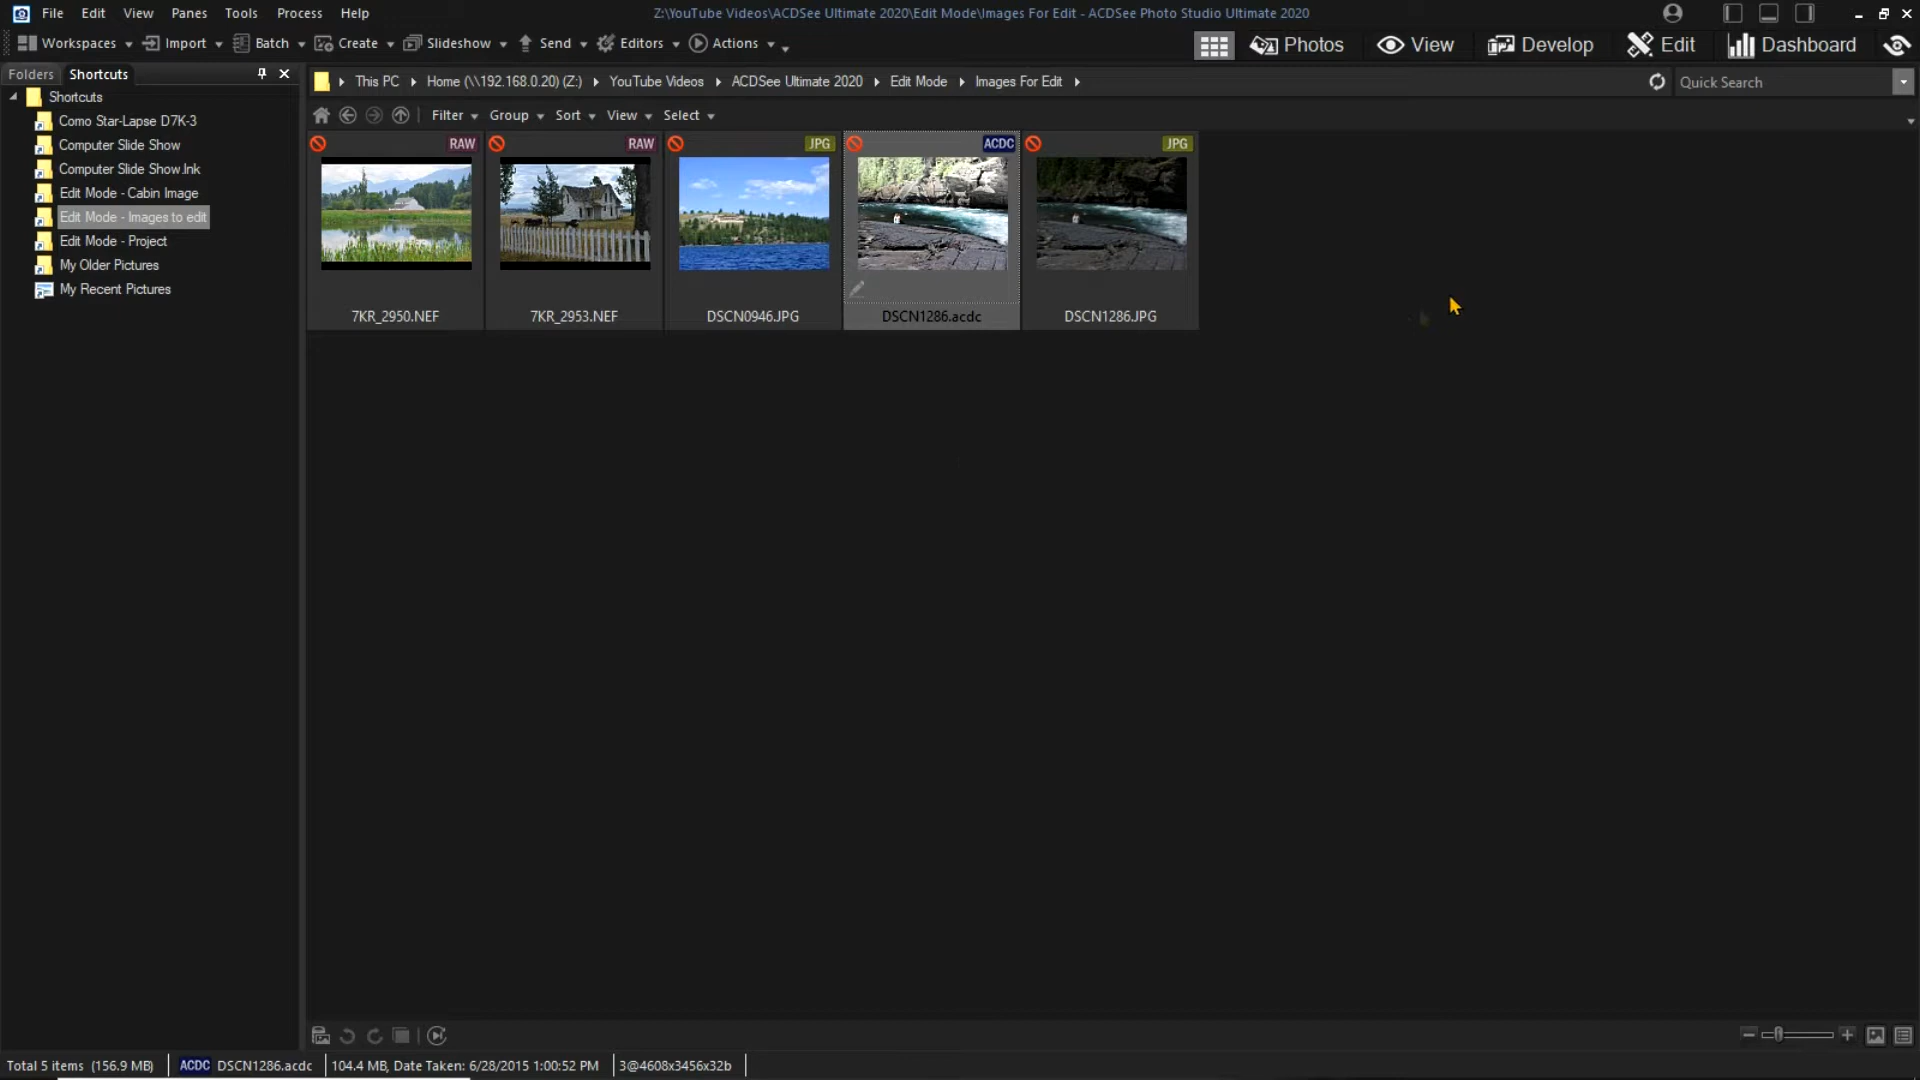 File Edit View Panes Tools Process Help
Z:\YouTube Videos\ACDSee Ultimate 2020\Edit Mode\Images For Edit - ACDSee Photo Studio Ultimate 2020
Workspaces Import Batch Create Slideshow Send Editors Actions
Photos View Develop Edit Dashboard
Folders Shortcuts
This PC Home (\\192.168.0.20) (Z:) YouTube Videos ACDSee Ultimate 2020 Edit Mode Images For Edit
Quick Search
Shortcuts
Como Star-Lapse D7K-3
Computer Slide Show
Computer Slide Show.lnk
Edit Mode - Cabin Image
Edit Mode - Images to edit
Edit Mode - Project
My Older Pictures
My Recent Pictures
Filter Group Sort View Select
RAW RAW JPG ACDC JPG
7KR_2950.NEF 7KR_2953.NEF DSCN0946.JPG DSCN1286.acdc DSCN1286.JPG
Total 5 items (156.9 MB) ACDC DSCN1286.acdc 104.4 MB, Date Taken: 6/28/2015 1:00:52 PM 3@4608x3456x32b